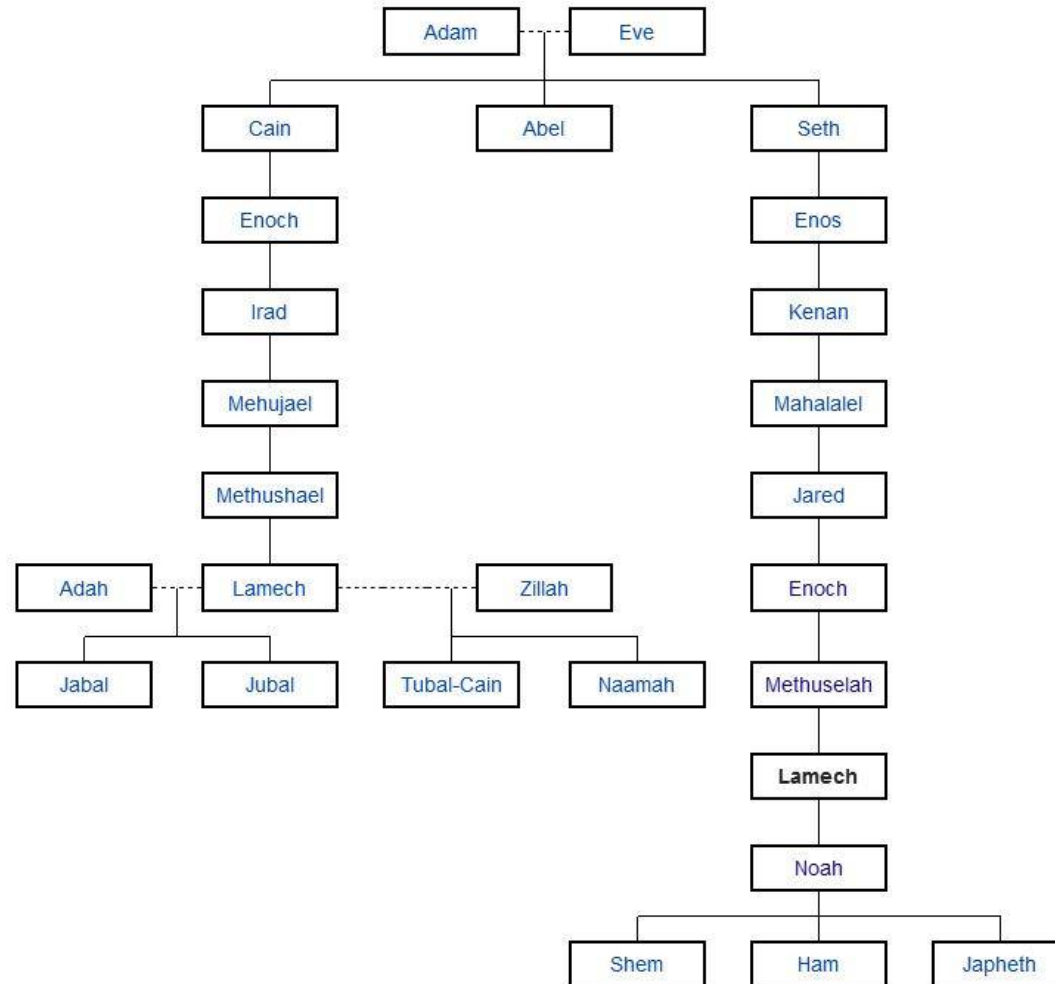 Adam Eve
Cain Abel Seth
Enoch Enos
Irad Kenan
Mehujael Mahalalel
Methushael Jared
Adah Lamech Zillah Enoch
Jabal Jubal Tubal-Cain Naamah Methuselah
Lamech
Noah
Shem Ham Japheth